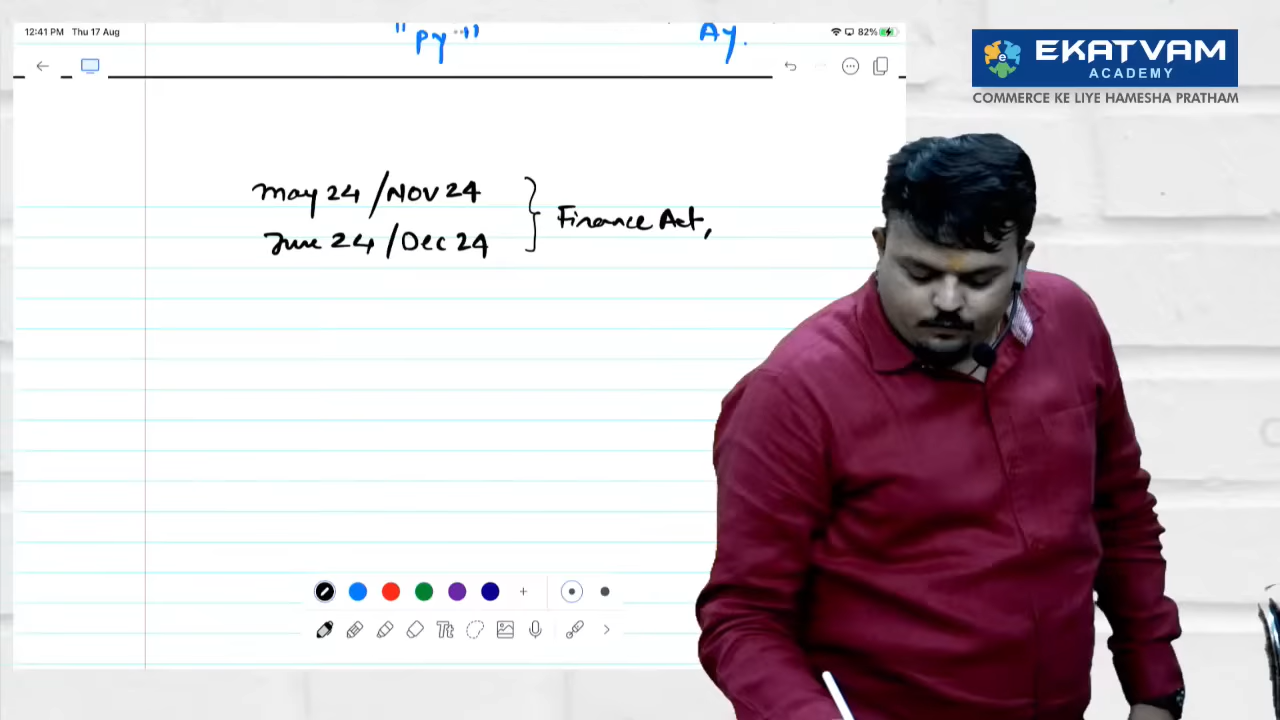 12:41 PM Thu 17 Aug
"PY"
AY.
82%
EKATVAM
ACADEMY
COMMERCE KE LIYE HAMESHA PRATHAM
May 24 / Nov 24
June 24 / Dec 24
Finance Act,
Tt